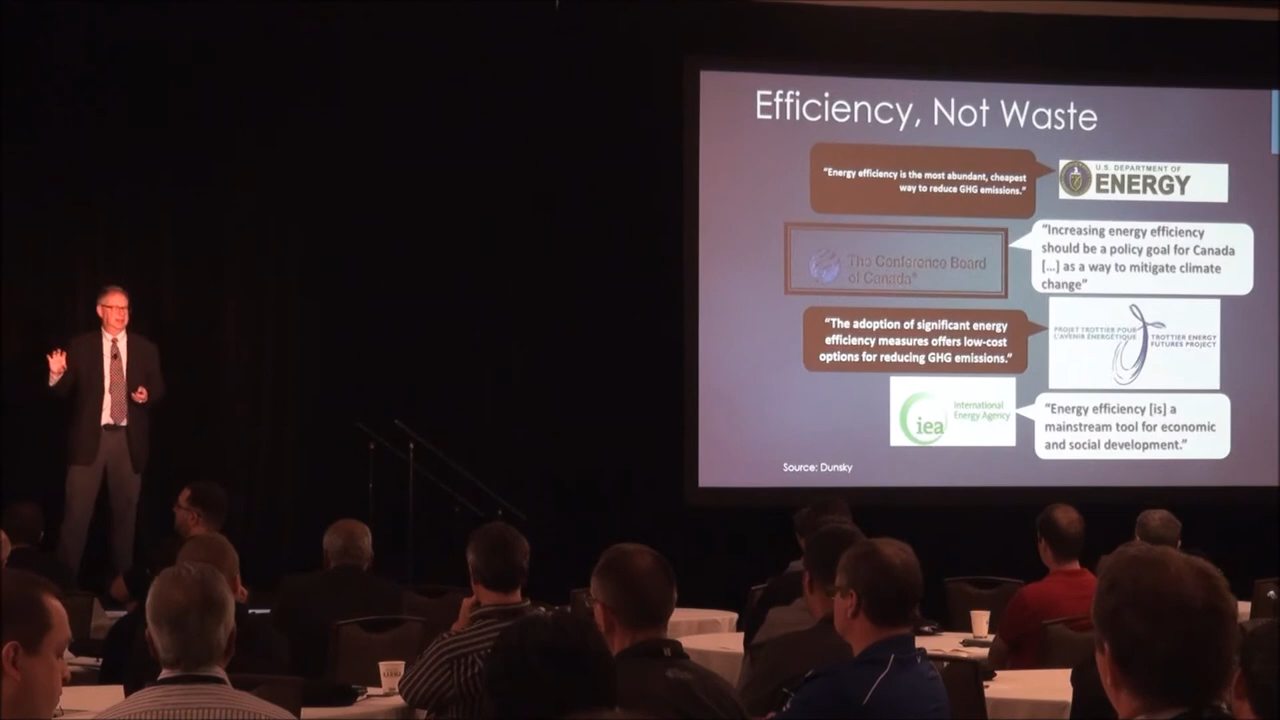 Efficiency, Not Waste
"Energy efficiency is the most abundant, cheapest
way to reduce GHG emissions."
U.S. DEPARTMENT OF
ENERGY
The Conference Board
of Canada®
"Increasing energy efficiency
should be a policy goal for Canada
[...] as a way to mitigate climate
change"
"The adoption of significant energy
efficiency measures offers low-cost
options for reducing GHG emissions."
PROJET TROTTIER POUR
L'AVENIR ÉNERGÉTIQUE
TROTTIER ENERGY
FUTURES PROJECT
iea
International
Energy Agency
"Energy efficiency [is] a
mainstream tool for economic
and social development."
Source: Dunsky